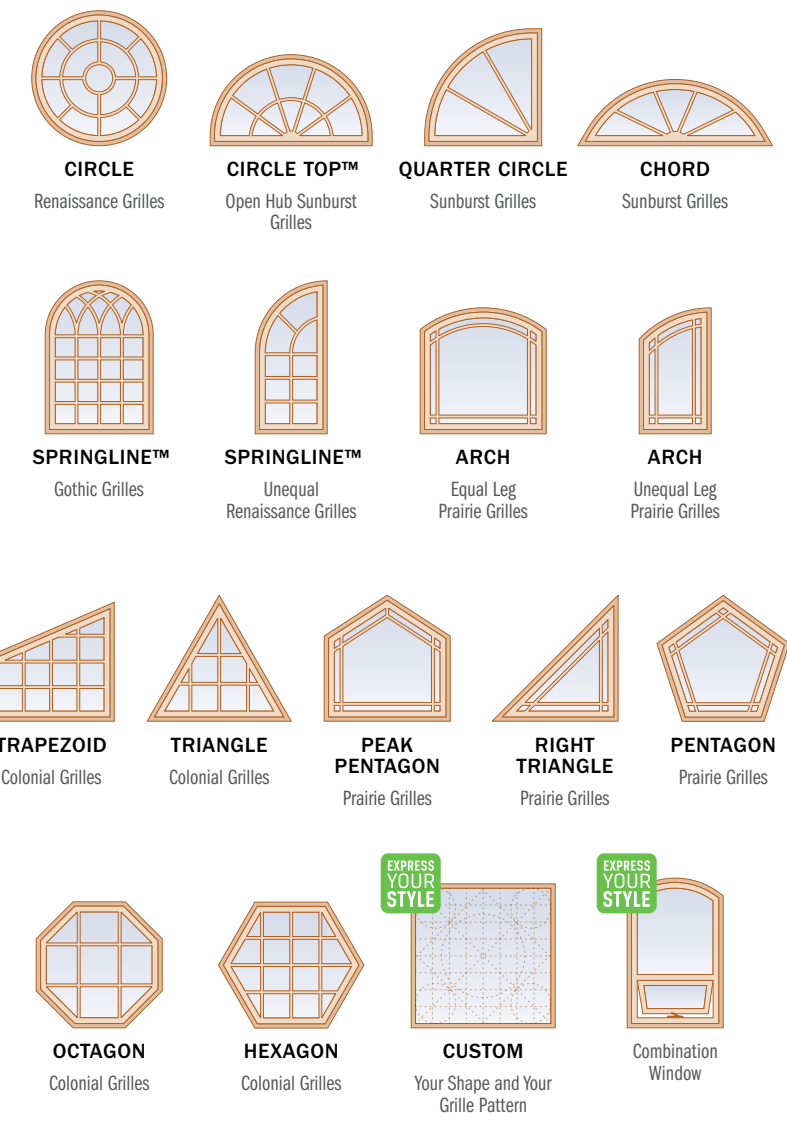 CIRCLE
Renaissance Grilles
CIRCLE TOP™
Open Hub Sunburst
Grilles
QUARTER CIRCLE
Sunburst Grilles
CHORD
Sunburst Grilles
SPRINGLINE™
Gothic Grilles
SPRINGLINE™
Unequal
Renaissance Grilles
ARCH
Equal Leg
Prairie Grilles
ARCH
Unequal Leg
Prairie Grilles
TRAPEZOID
Colonial Grilles
TRIANGLE
Colonial Grilles
PEAK
PENTAGON
Prairie Grilles
RIGHT
TRIANGLE
Prairie Grilles
PENTAGON
Prairie Grilles
OCTAGON
Colonial Grilles
HEXAGON
Colonial Grilles
EXPRESS
YOUR
STYLE
CUSTOM
Your Shape and Your
Grille Pattern
EXPRESS
YOUR
STYLE
Combination
Window